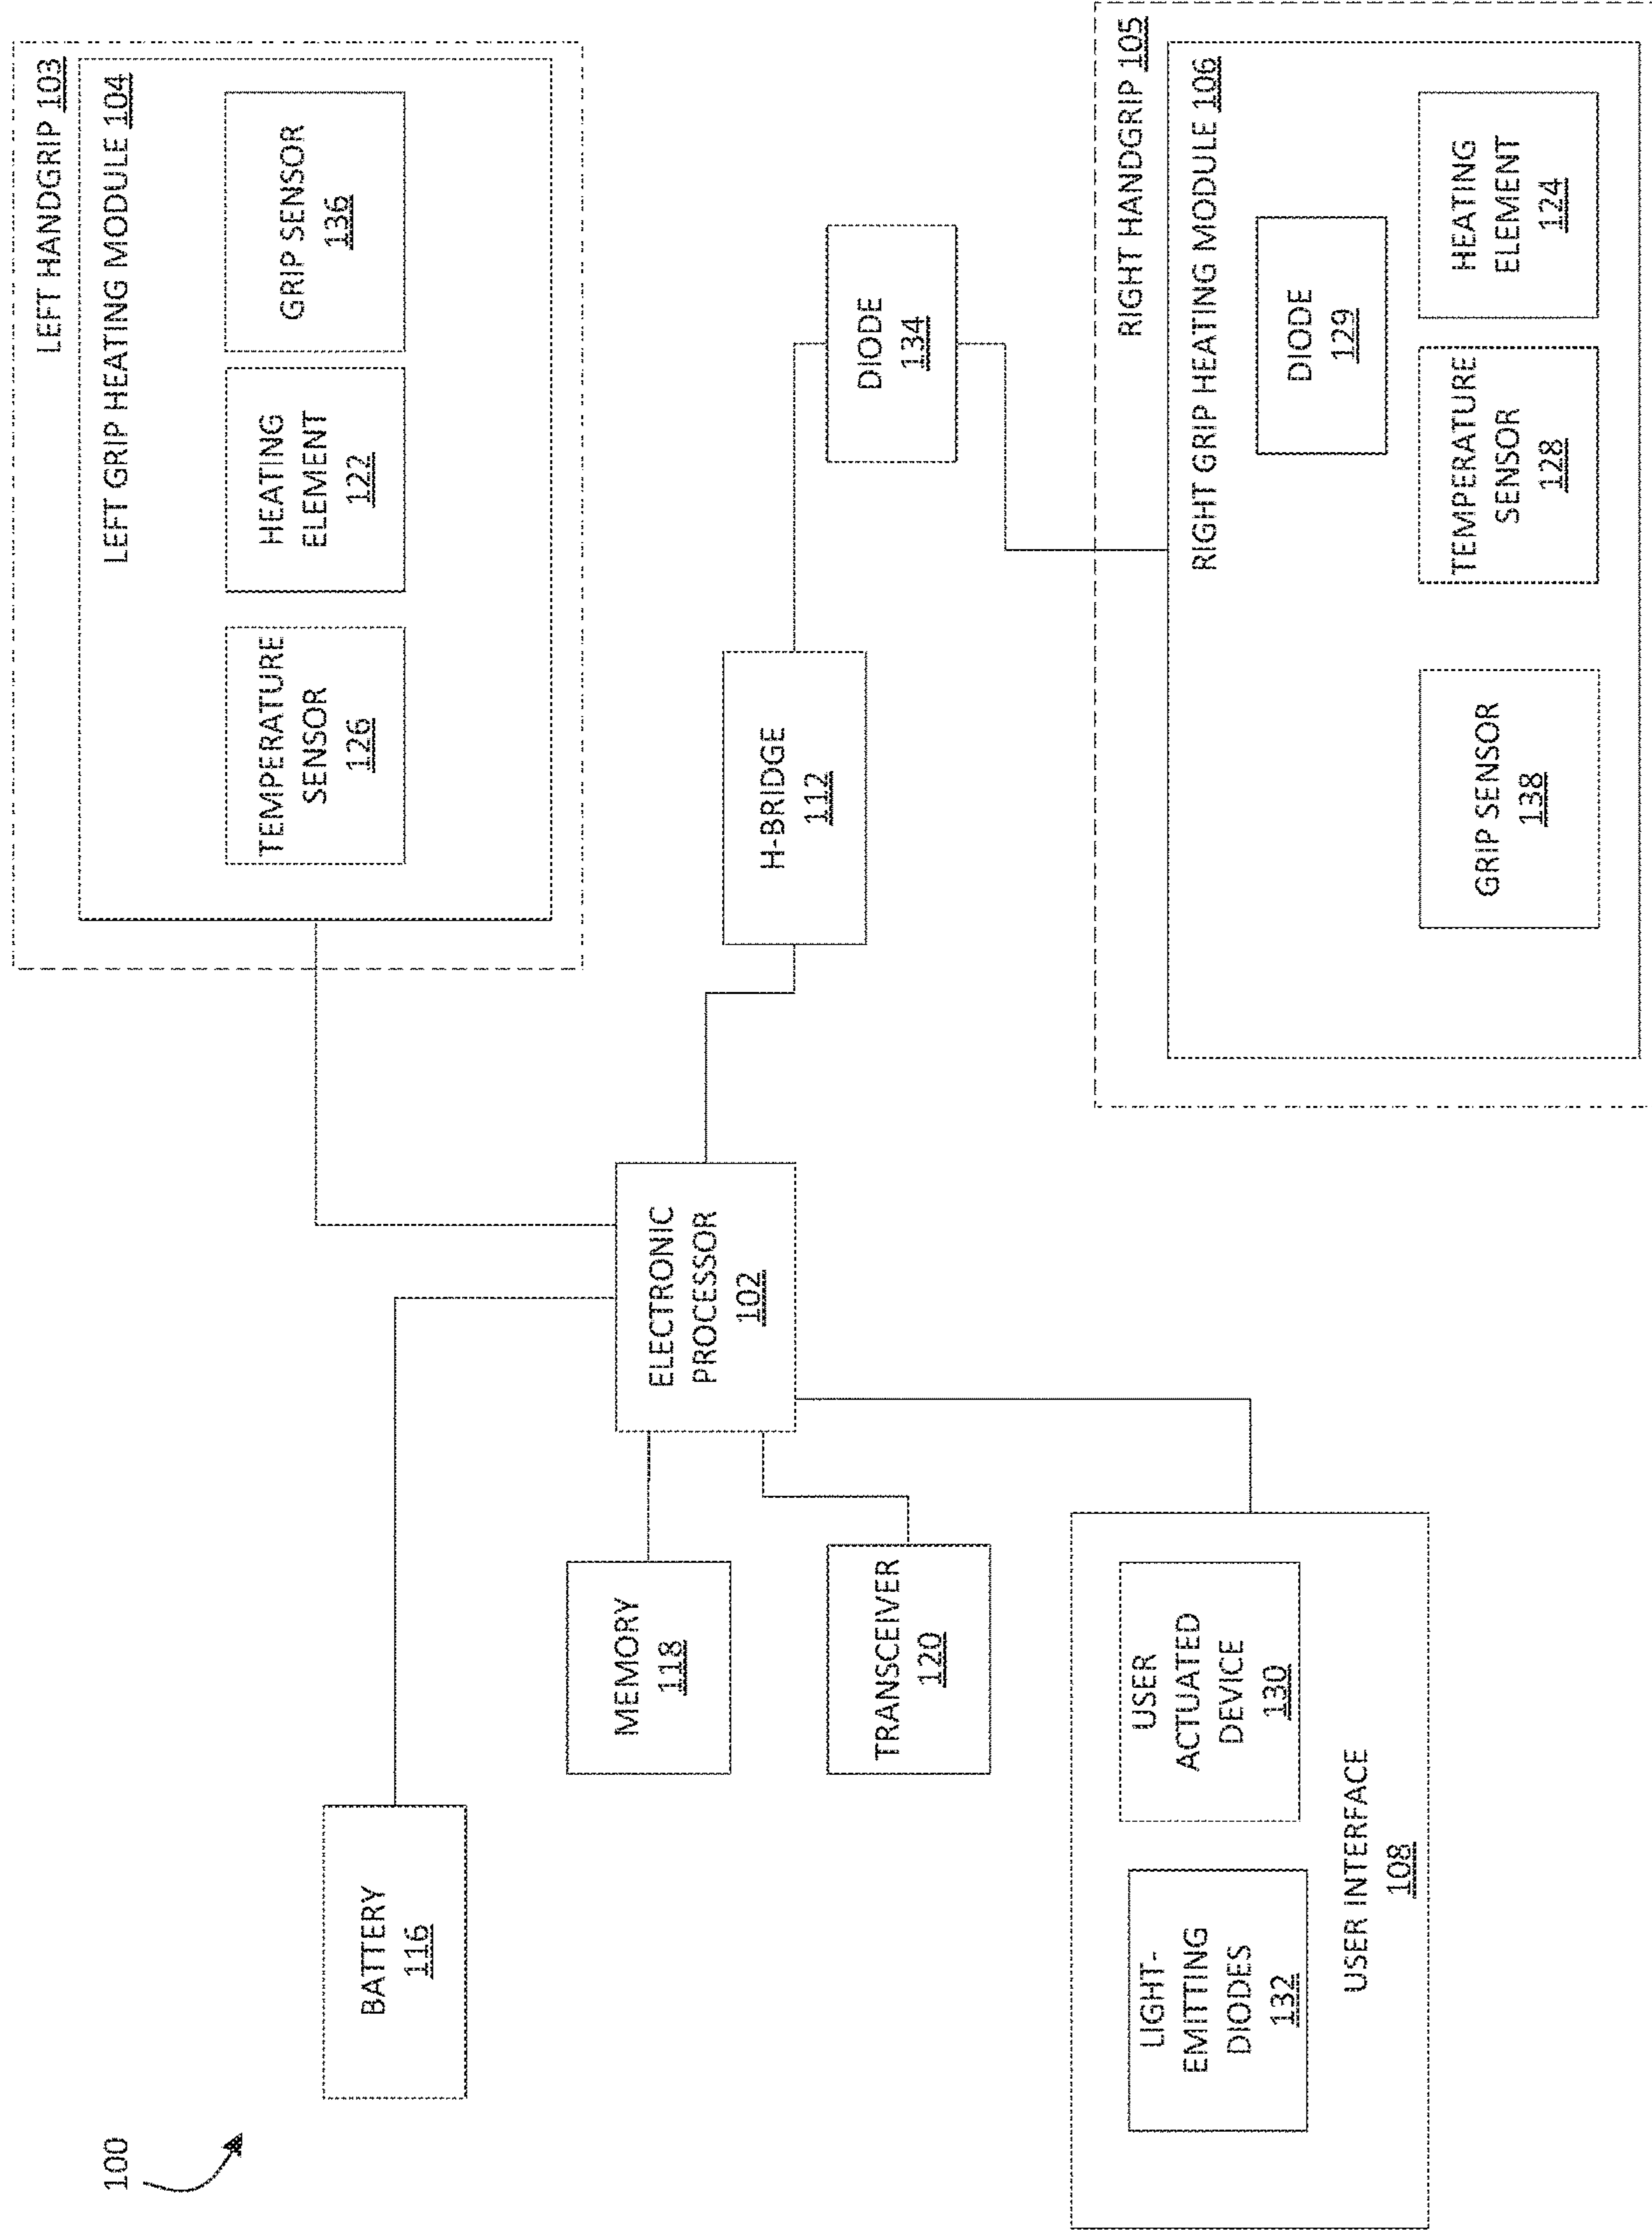 100
LEFT HANDGRIP 103
LEFT GRIP HEATING MODULE 104
TEMPERATURE
SENSOR
126
HEATING
ELEMENT
122
GRIP SENSOR
136
BATTERY
116
MEMORY
118
ELECTRONIC
PROCESSOR
102
H-BRIDGE
112
DIODE
134
TRANSCEIVER
120
LIGHT-
EMITTING
DIODES
132
USER
ACTUATED
DEVICE
130
USER INTERFACE
108
RIGHT HANDGRIP 105
RIGHT GRIP HEATING MODULE 106
DIODE
129
GRIP SENSOR
138
TEMPERATURE
SENSOR
128
HEATING
ELEMENT
124